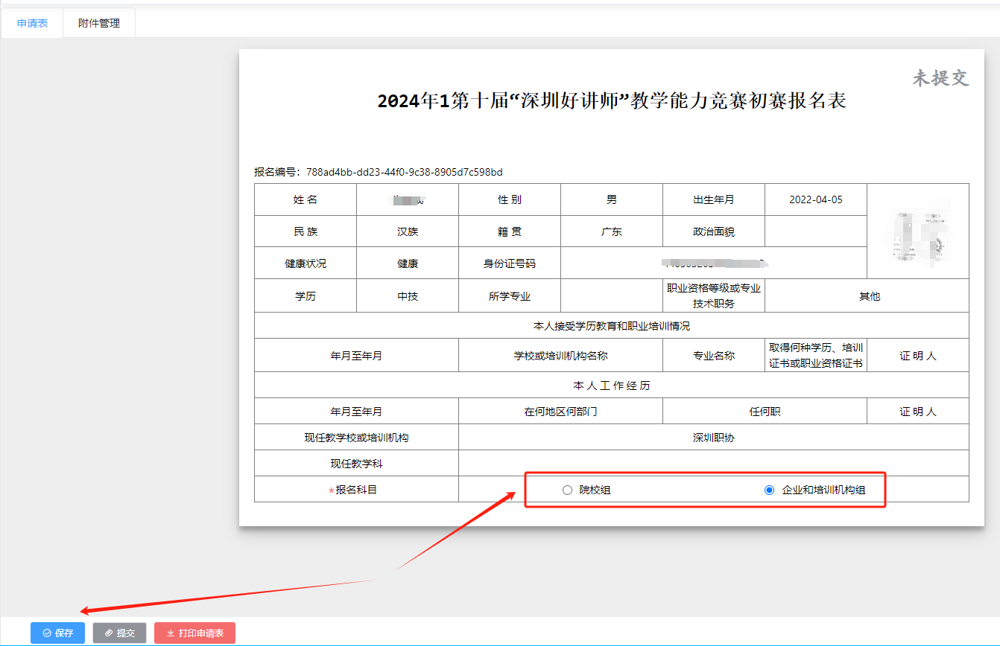 申请表
附件管理
未提交
2024年1第十届“深圳好讲师”教学能力竞赛初赛报名表
报名编号：788ad4bb-dd23-44f0-9c38-8905d7c598bd
姓 名
性 别
男
出生年月
2022-04-05
民 族
汉族
籍 贯
广东
政治面貌
健康状况
健康
身份证号码
学历
中技
所学专业
职业资格等级或专业
技术职务
其他
本人接受学历教育和职业培训情况
年月至年月
学校或培训机构名称
专业名称
取得何种学历、培训
证书或职业资格证书
证 明 人
本 人 工 作 经 历
年月至年月
在何地区何部门
任何职
证 明 人
现任教学校或培训机构
深圳职协
现任教学科
*报名科目
院校组
企业和培训机构组
保存
提交
打印申请表